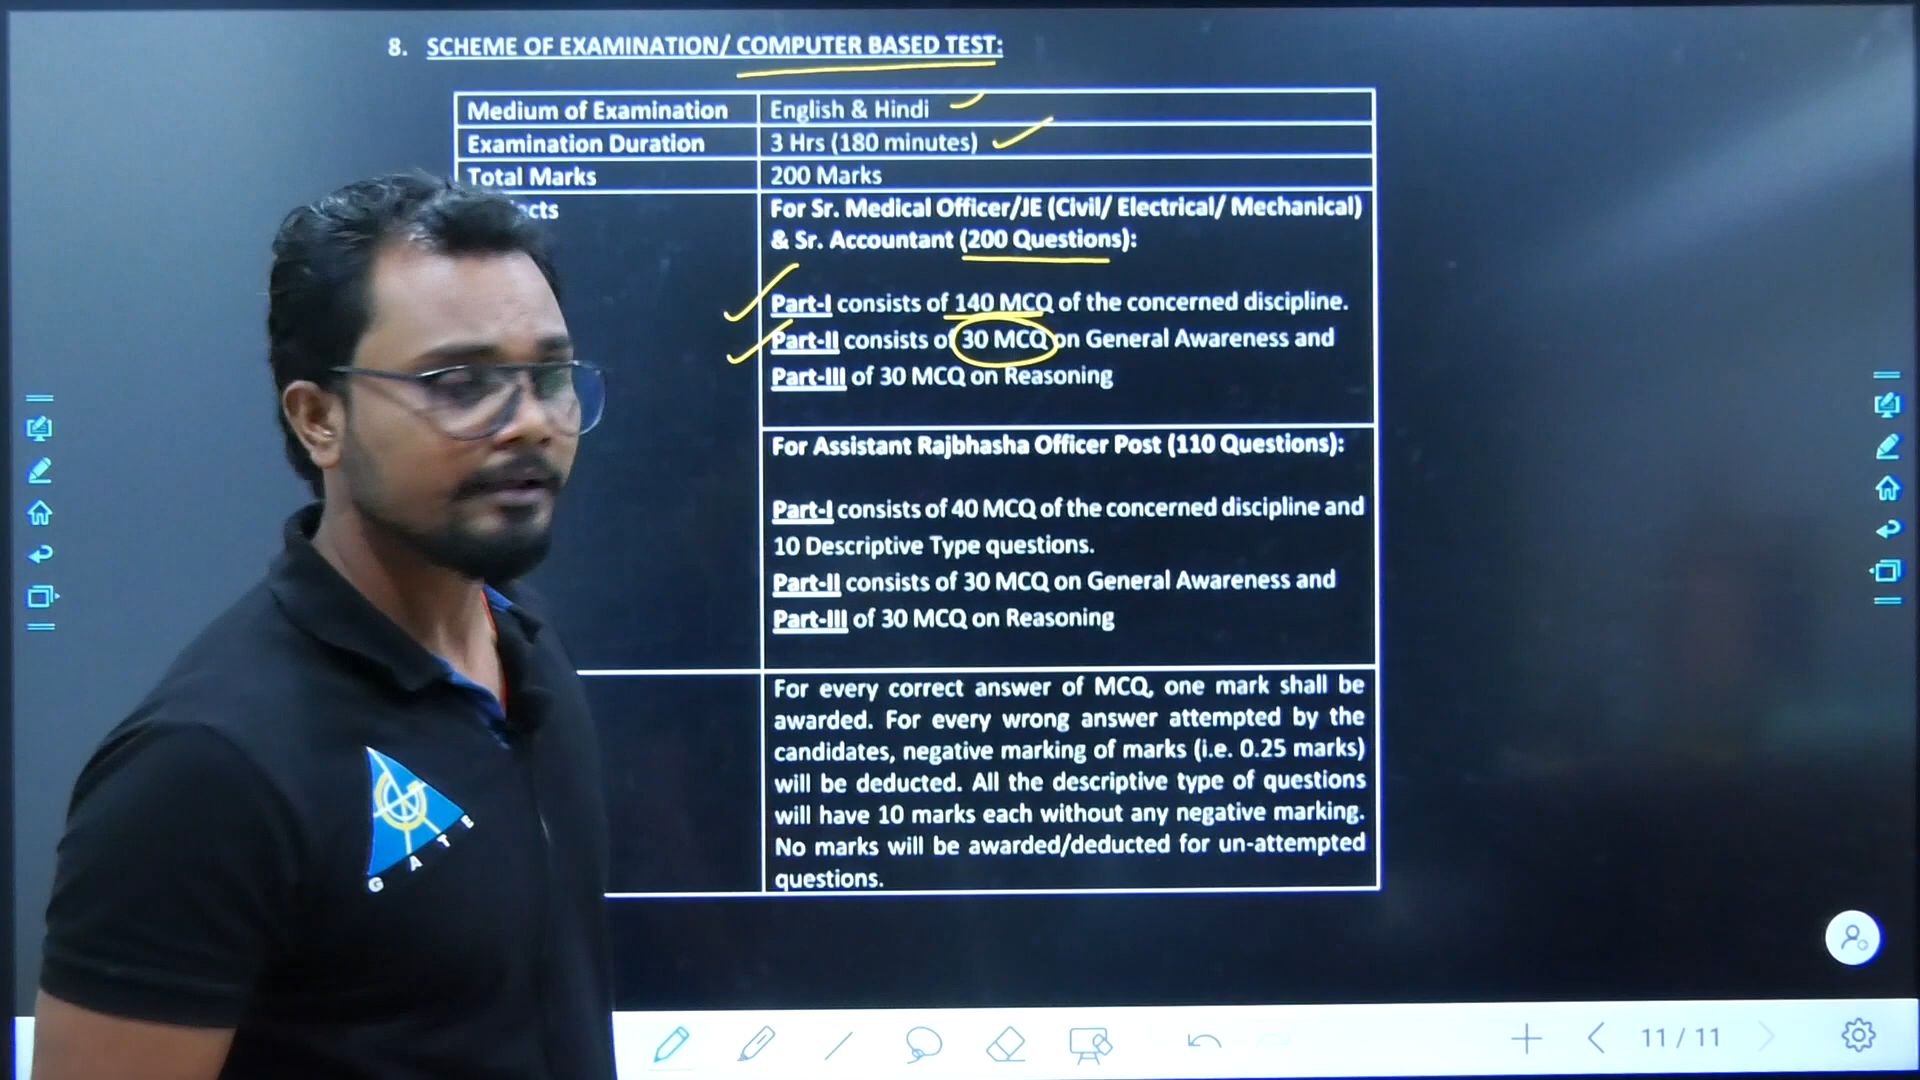 8. SCHEME OF EXAMINATION/ COMPUTER BASED TEST:
Medium of Examination English & Hindi
Examination Duration 3 Hrs (180 minutes)
Total Marks 200 Marks
For Sr. Medical Officer/JE (Civil/ Electrical/ Mechanical)
& Sr. Accountant (200 Questions):
Part-I consists of 140 MCQ of the concerned discipline.
Part-II consists of 30 MCQ on General Awareness and
Part-III of 30 MCQ on Reasoning
For Assistant Rajbhasha Officer Post (110 Questions):
Part-I consists of 40 MCQ of the concerned discipline and
10 Descriptive Type questions.
Part-II consists of 30 MCQ on General Awareness and
Part-III of 30 MCQ on Reasoning
For every correct answer of MCQ, one mark shall be
awarded. For every wrong answer attempted by the
candidates, negative marking of marks (i.e. 0.25 marks)
will be deducted. All the descriptive type of questions
will have 10 marks each without any negative marking.
No marks will be awarded/deducted for un-attempted
questions.
GATE
11 / 11